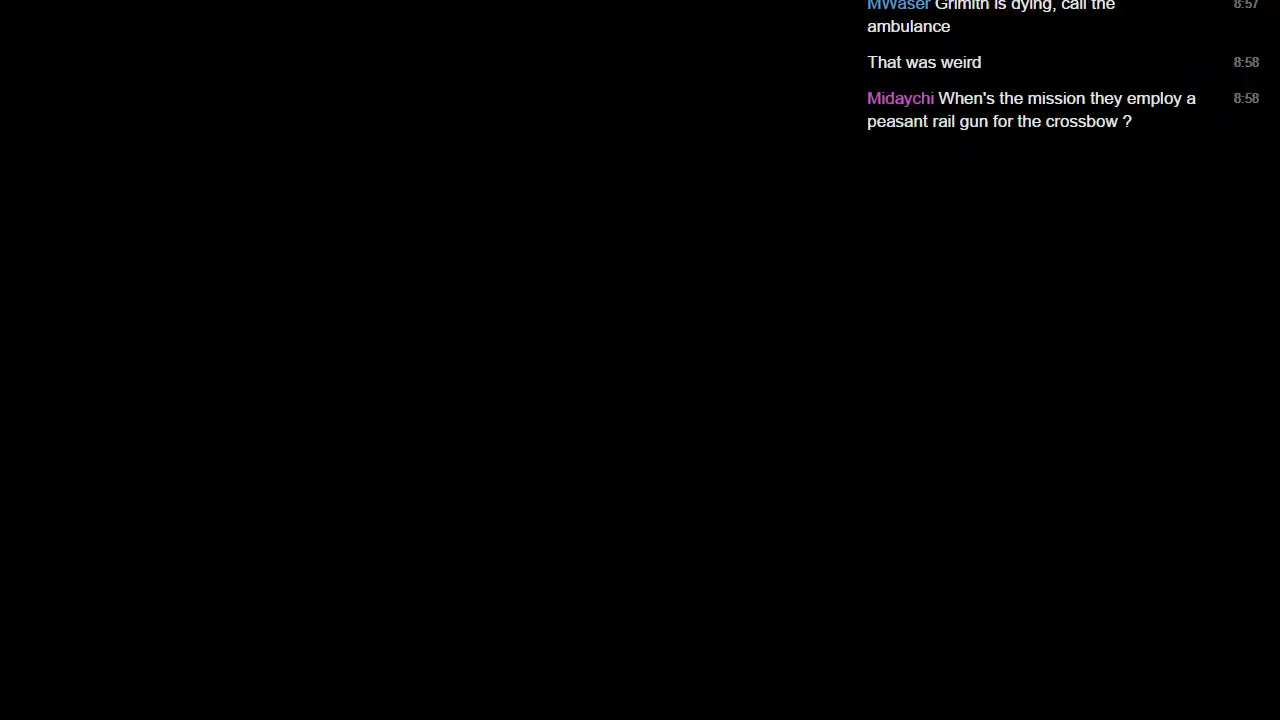 MWaser Grimith is dying, call the 8:57
ambulance
That was weird 8:58
Midaychi When's the mission they employ a 8:58
peasant rail gun for the crossbow ?